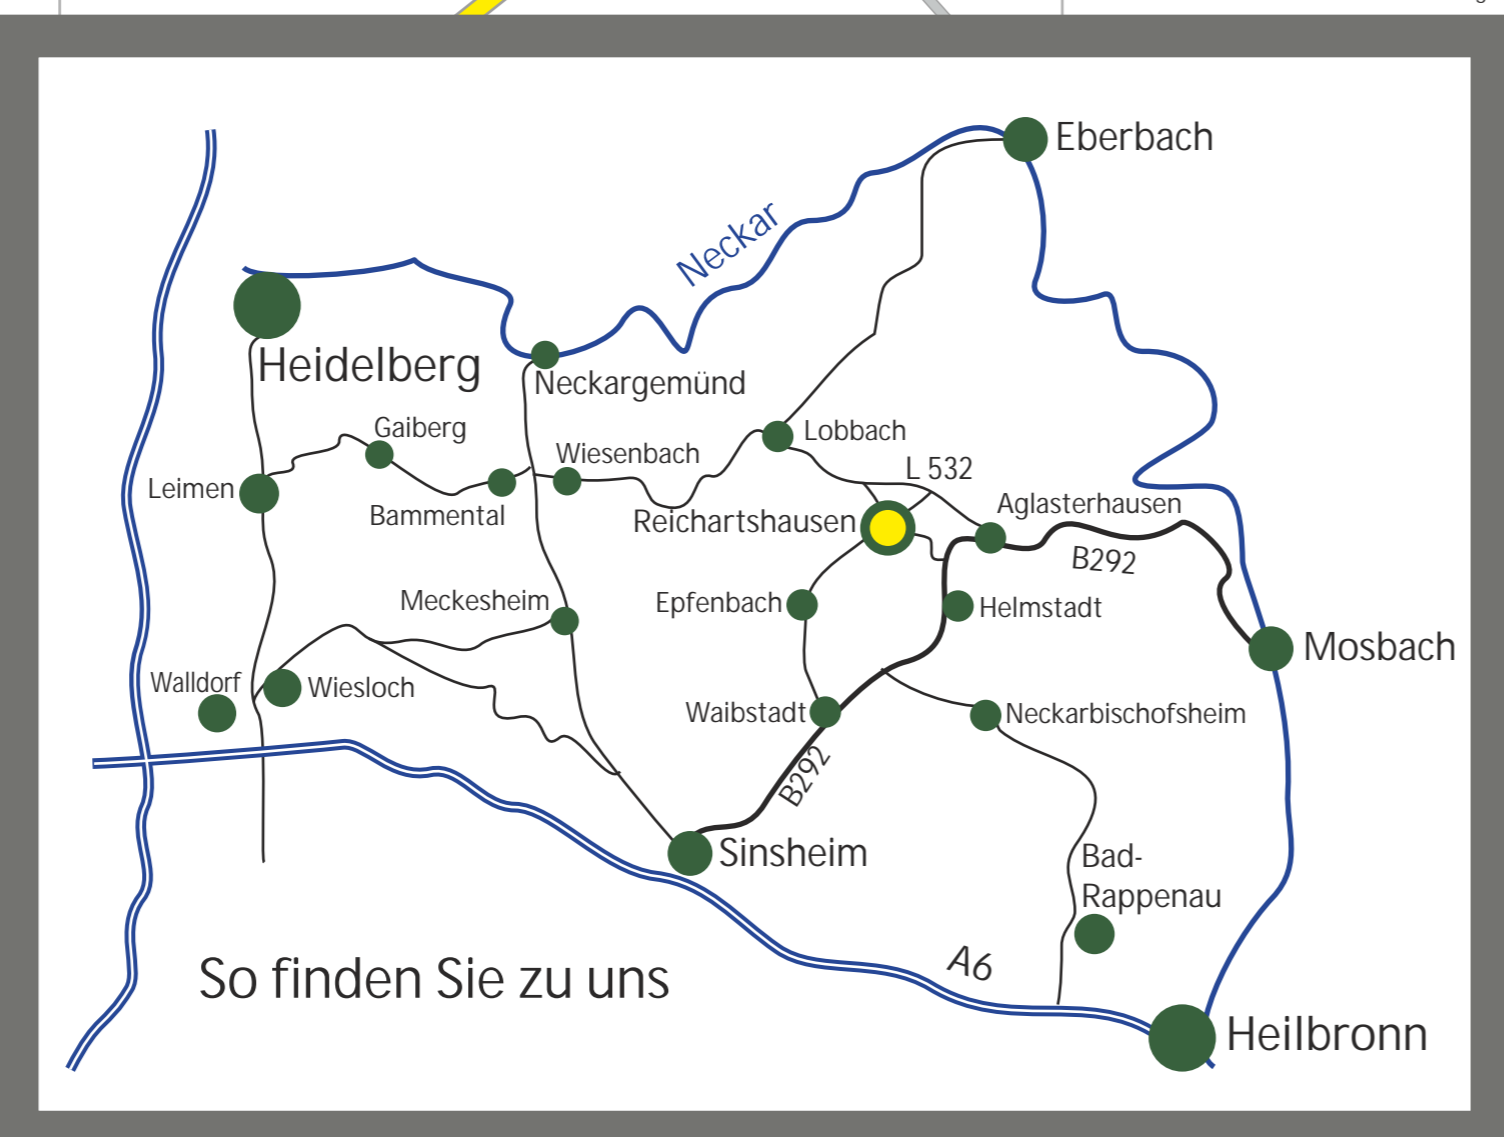 Eberbach
Neckar
Heidelberg
Neckargemünd
Gaiberg
Lobbach
Wiesenbach
L 532
Leimen
Aglasterhausen
Bammental
Reichartshausen
B292
Meckesheim
Epfenbach
Helmstadt
Mosbach
Walldorf
Wiesloch
Waibstadt
Neckarbischofsheim
B292
Sinsheim
Bad-
Rappenau
A6
So finden Sie zu uns
Heilbronn